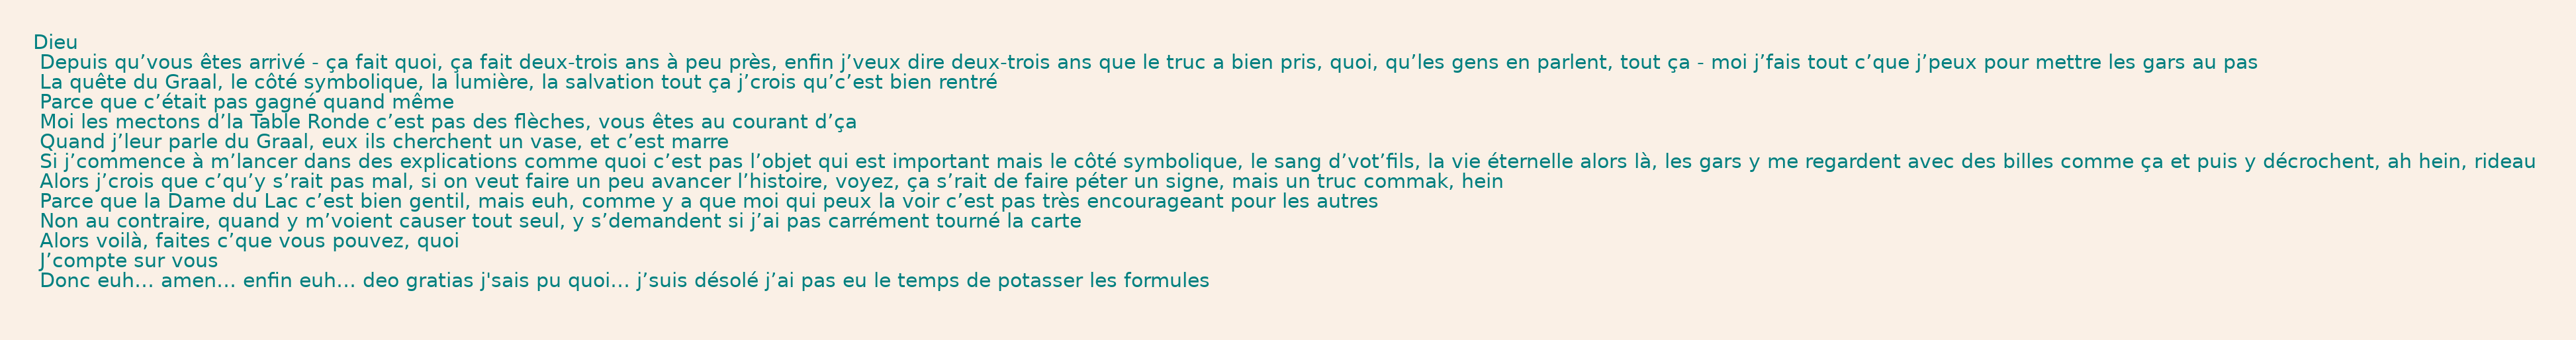 Dieu
Depuis qu’vous êtes arrivé - ça fait quoi, ça fait deux-trois ans à peu près, enfin j’veux dire deux-trois ans que le truc a bien pris, quoi, qu’les gens en parlent, tout ça - moi j’fais tout c’que j’peux pour mettre les gars au pas
La quête du Graal, le côté symbolique, la lumière, la salvation tout ça j’crois qu’c’est bien rentré
Parce que c’était pas gagné quand même
Moi les mectons d’la Table Ronde c’est pas des flèches, vous êtes au courant d’ça
Quand j’leur parle du Graal, eux ils cherchent un vase, et c’est marre
Si j’commence à m’lancer dans des explications comme quoi c’est pas l’objet qui est important mais le côté symbolique, le sang d’vot’fils, la vie éternelle alors là, les gars y me regardent avec des billes comme ça et puis y décrochent, ah hein, rideau
Alors j’crois que c’qu’y s’rait pas mal, si on veut faire un peu avancer l’histoire, voyez, ça s’rait de faire péter un signe, mais un truc commak, hein
Parce que la Dame du Lac c’est bien gentil, mais euh, comme y a que moi qui peux la voir c’est pas très encourageant pour les autres
Non au contraire, quand y m’voient causer tout seul, y s’demandent si j’ai pas carrément tourné la carte
Alors voilà, faites c’que vous pouvez, quoi
J’compte sur vous
Donc euh… amen… enfin euh… deo gratias j'sais pu quoi… j’suis désolé j’ai pas eu le temps de potasser les formules